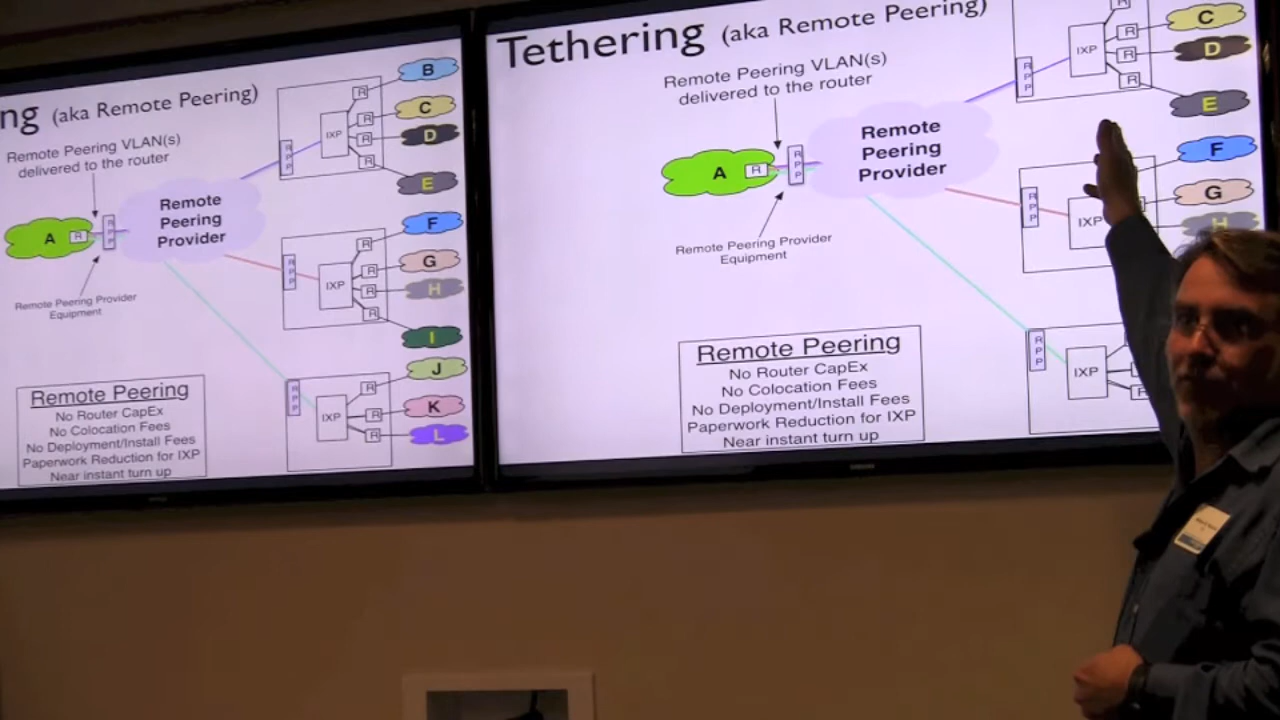 ng (aka Remote Peering)
Remote Peering VLAN(s)
delivered to the router
A
R
R
P
P
Remote
Peering
Provider
Remote Peering Provider
Equipment
R
P
P
IXP
R
R
R
R
B
C
D
E
R
P
P
IXP
R
R
R
R
F
G
H
I
R
P
P
IXP
R
R
R
J
K
L
Remote Peering
No Router CapEx
No Colocation Fees
No Deployment/Install Fees
Paperwork Reduction for IXP
Near instant turn up
Tethering (aka Remote Peering)
Remote Peering VLAN(s)
delivered to the router
A
R
R
P
P
Remote
Peering
Provider
Remote Peering Provider
Equipment
R
P
P
IXP
R
R
R
R
C
D
E
R
P
P
IXP
F
G
H
R
P
P
IXP
R
Remote Peering
No Router CapEx
No Colocation Fees
No Deployment/Install Fees
Paperwork Reduction for IXP
Near instant turn up